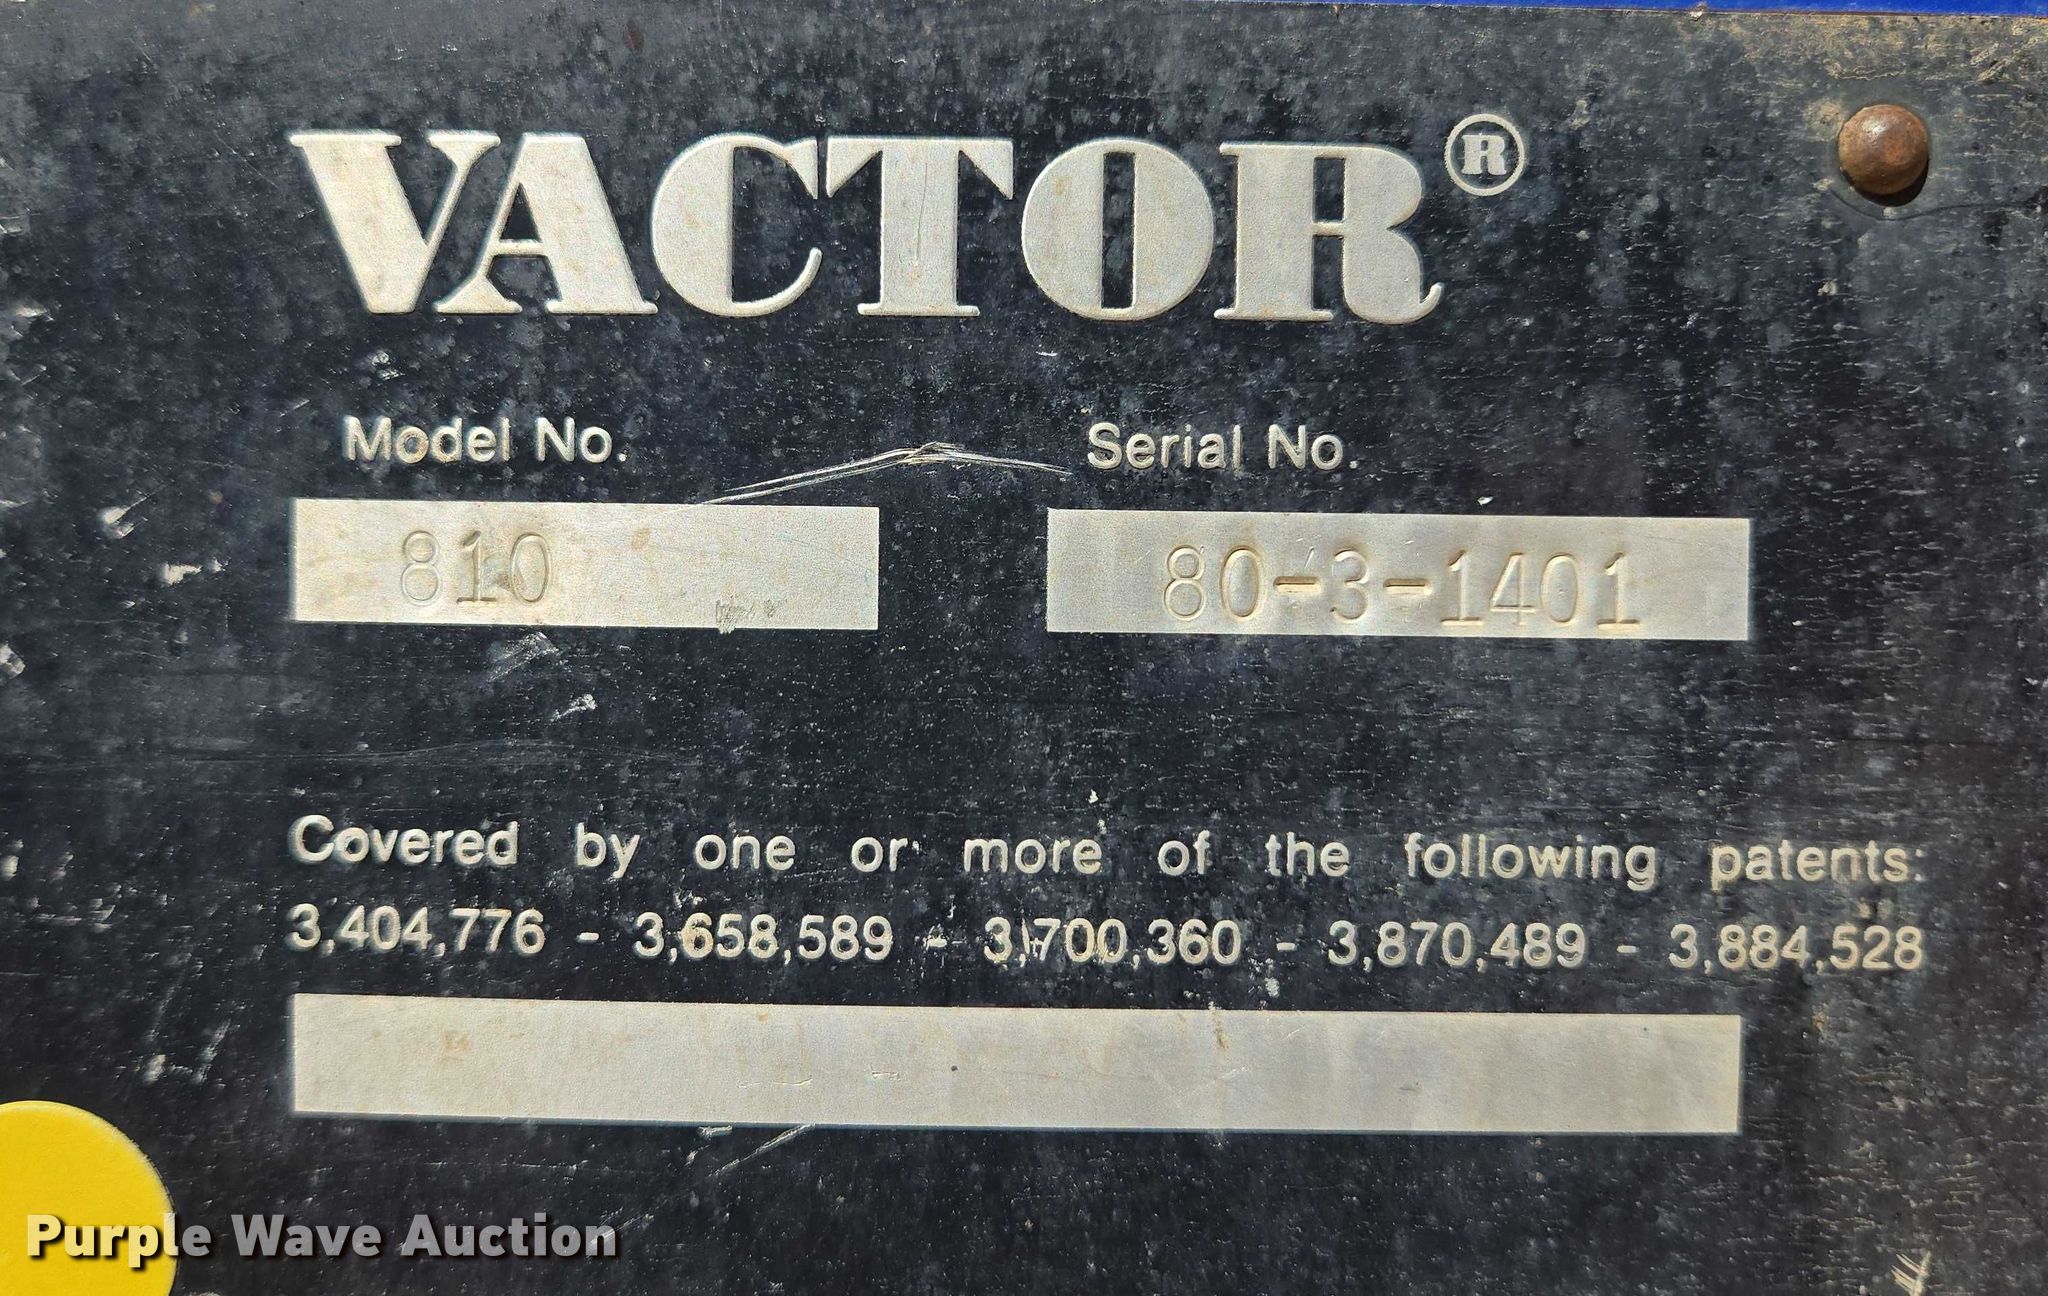 VACTOR®
Model No. Serial No.
810 80-3-1401
Covered by one or more of the following patents:
3,404,776 - 3,658,589 - 3,700,360 - 3,870,489 - 3,884,528
Purple Wave Auction